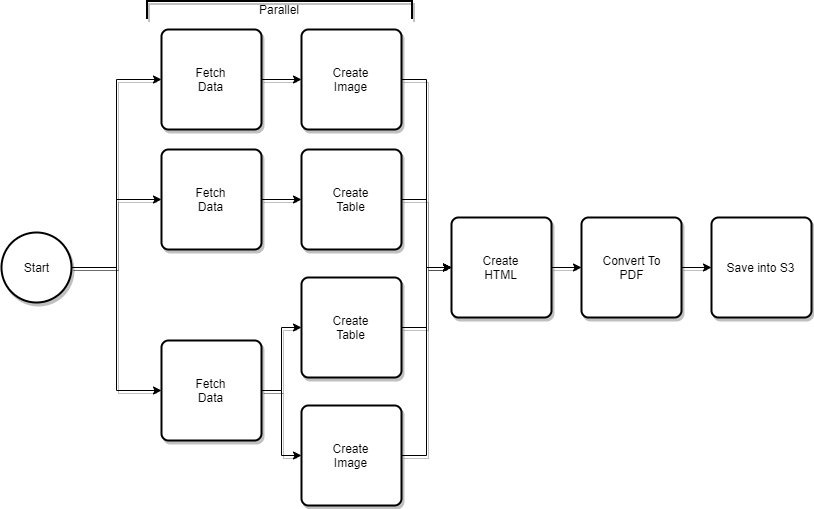 Parallel
Fetch
Data
Create
Image
Fetch
Data
Create
Table
Start
Create
HTML
Convert To
PDF
Save into S3
Create
Table
Fetch
Data
Create
Image